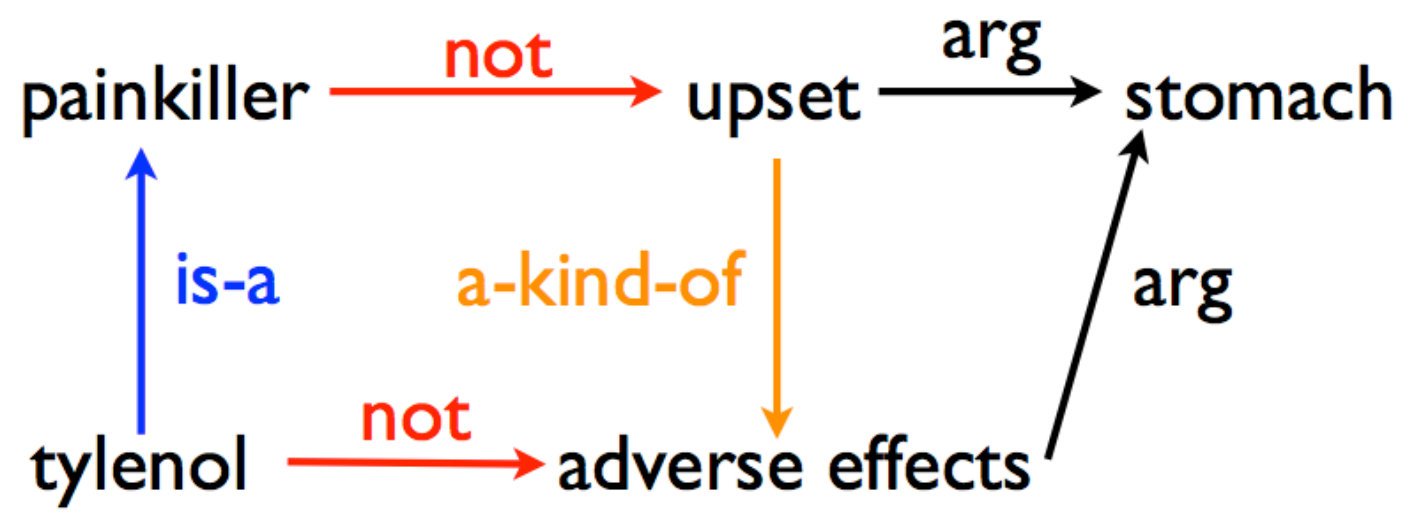 arg
not
painkiller upset stomach
is-a a-kind-of arg
not
tylenol adverse effects